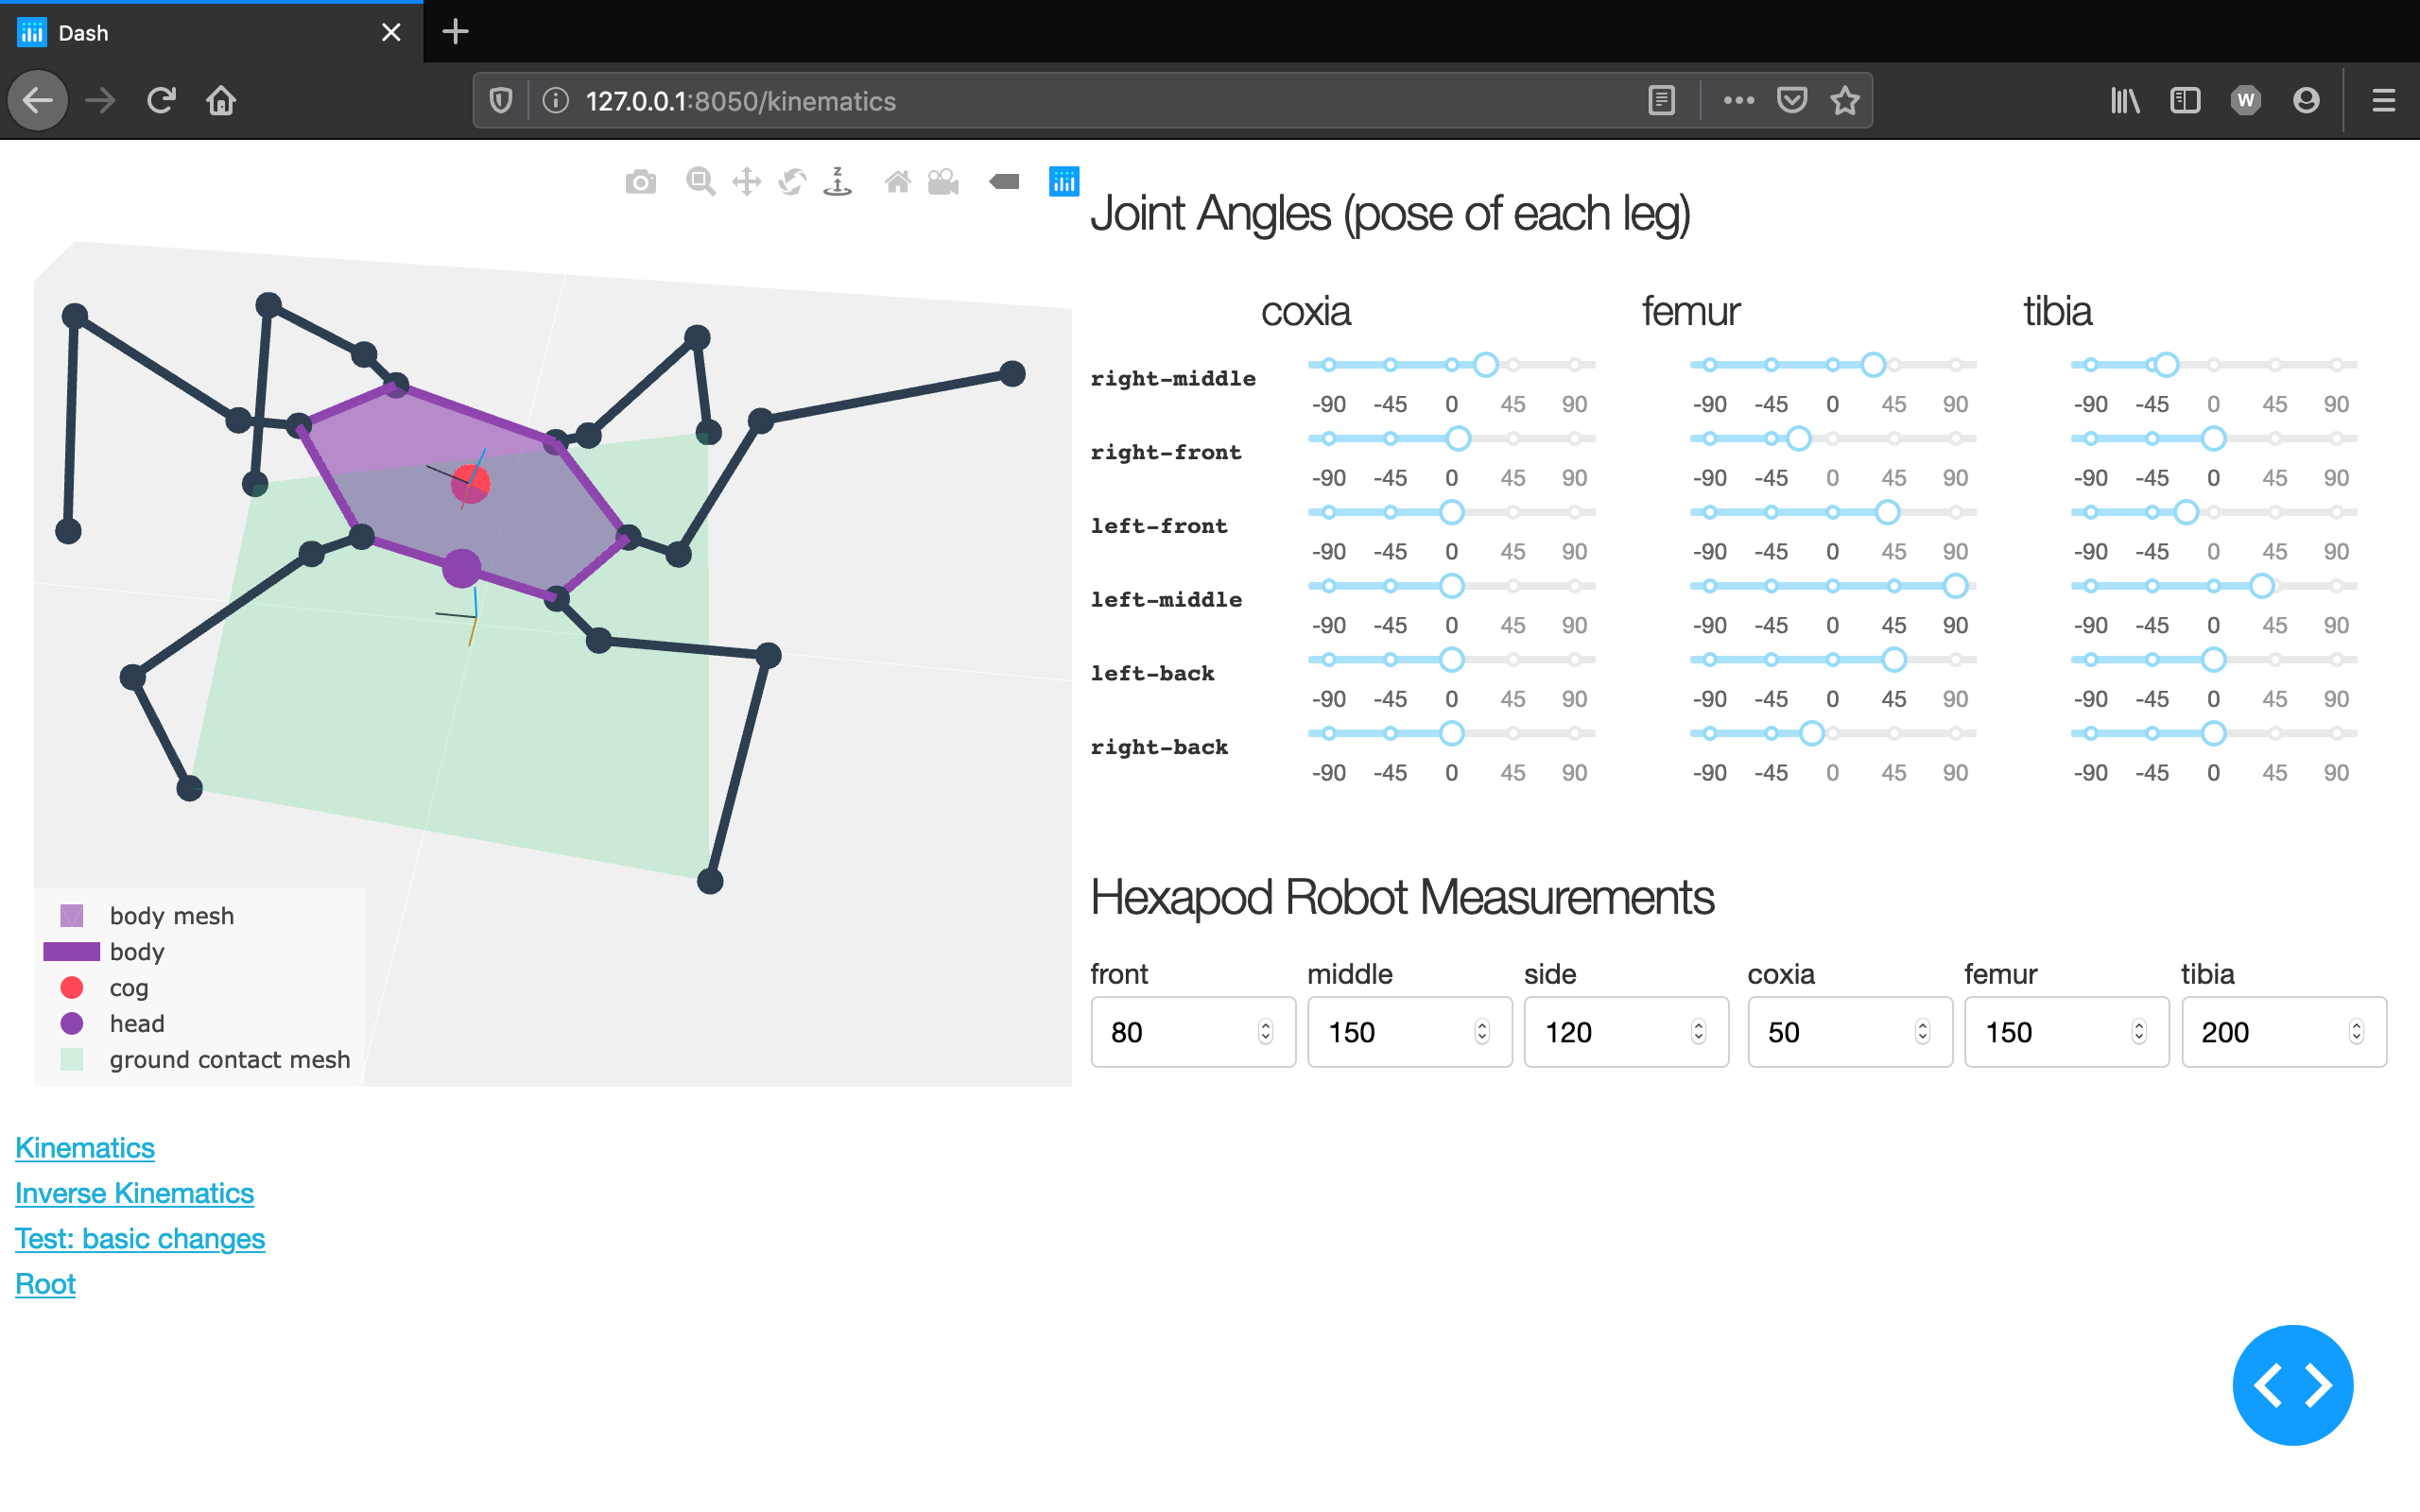 Dash
127.0.0.1:8050/kinematics
W
z
Joint Angles (pose of each leg)
coxia femur tibia
right-middle
-90 -45 0 45 90 -90 -45 0 45 90 -90 -45 0 45 90
right-front
-90 -45 0 45 90 -90 -45 0 45 90 -90 -45 0 45 90
left-front
-90 -45 0 45 90 -90 -45 0 45 90 -90 -45 0 45 90
left-middle
-90 -45 0 45 90 -90 -45 0 45 90 -90 -45 0 45 90
left-back
-90 -45 0 45 90 -90 -45 0 45 90 -90 -45 0 45 90
right-back
-90 -45 0 45 90 -90 -45 0 45 90 -90 -45 0 45 90
Hexapod Robot Measurements
front middle side coxia femur tibia
80 150 120 50 150 200
body mesh
body
cog
head
ground contact mesh
Kinematics
Inverse Kinematics
Test: basic changes
Root